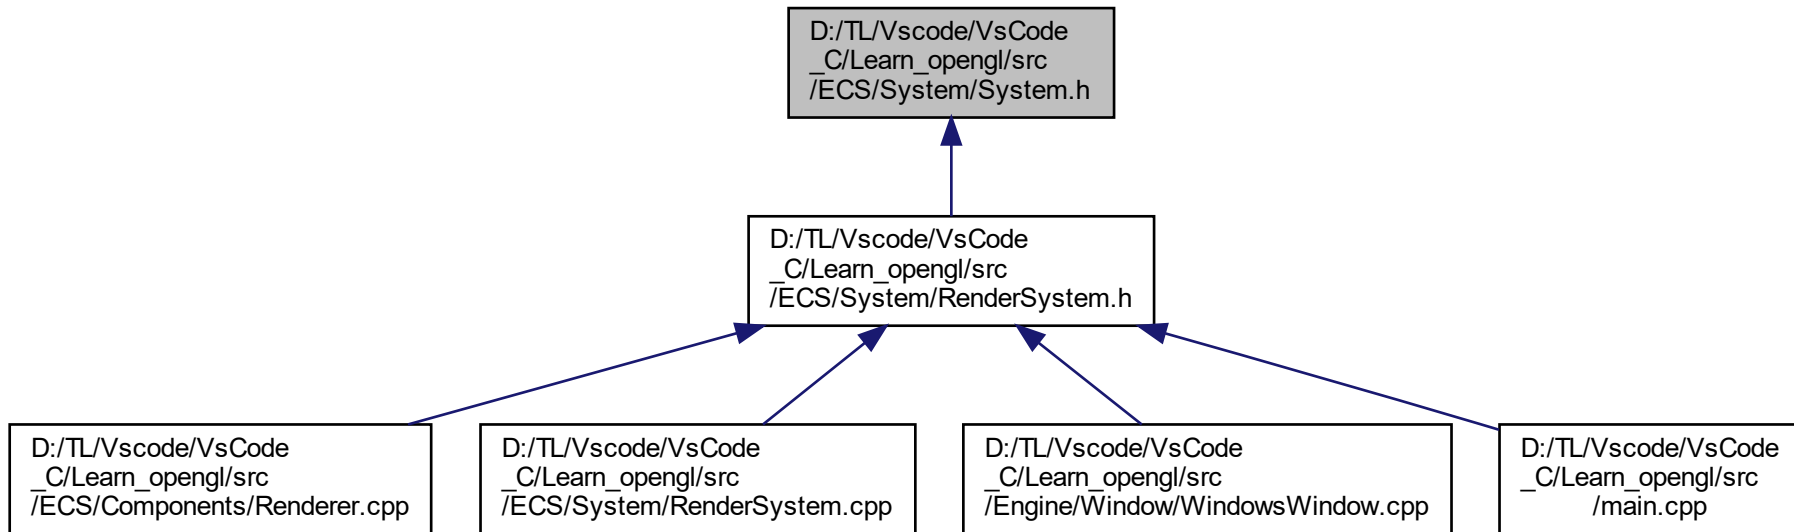 D:/TL/Vscode/VsCode
_C/Learn_opengl/src
/ECS/System/System.h
D:/TL/Vscode/VsCode
_C/Learn_opengl/src
/ECS/System/RenderSystem.h
D:/TL/Vscode/VsCode
_C/Learn_opengl/src
/ECS/Components/Renderer.cpp
D:/TL/Vscode/VsCode
_C/Learn_opengl/src
/ECS/System/RenderSystem.cpp
D:/TL/Vscode/VsCode
_C/Learn_opengl/src
/Engine/Window/WindowsWindow.cpp
D:/TL/Vscode/VsCode
_C/Learn_opengl/src
/main.cpp